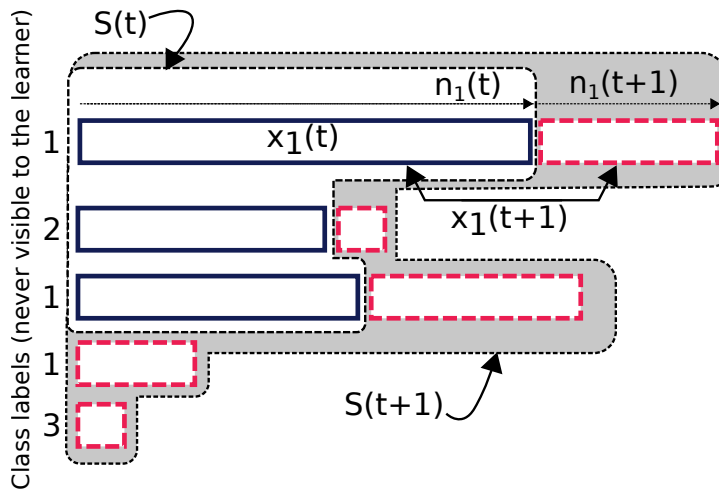 S(t)
n1(t)
n1(t+1)
1
x1(t)
2
x1(t+1)
1
1
S(t+1)
3
Class labels (never visible to the learner)